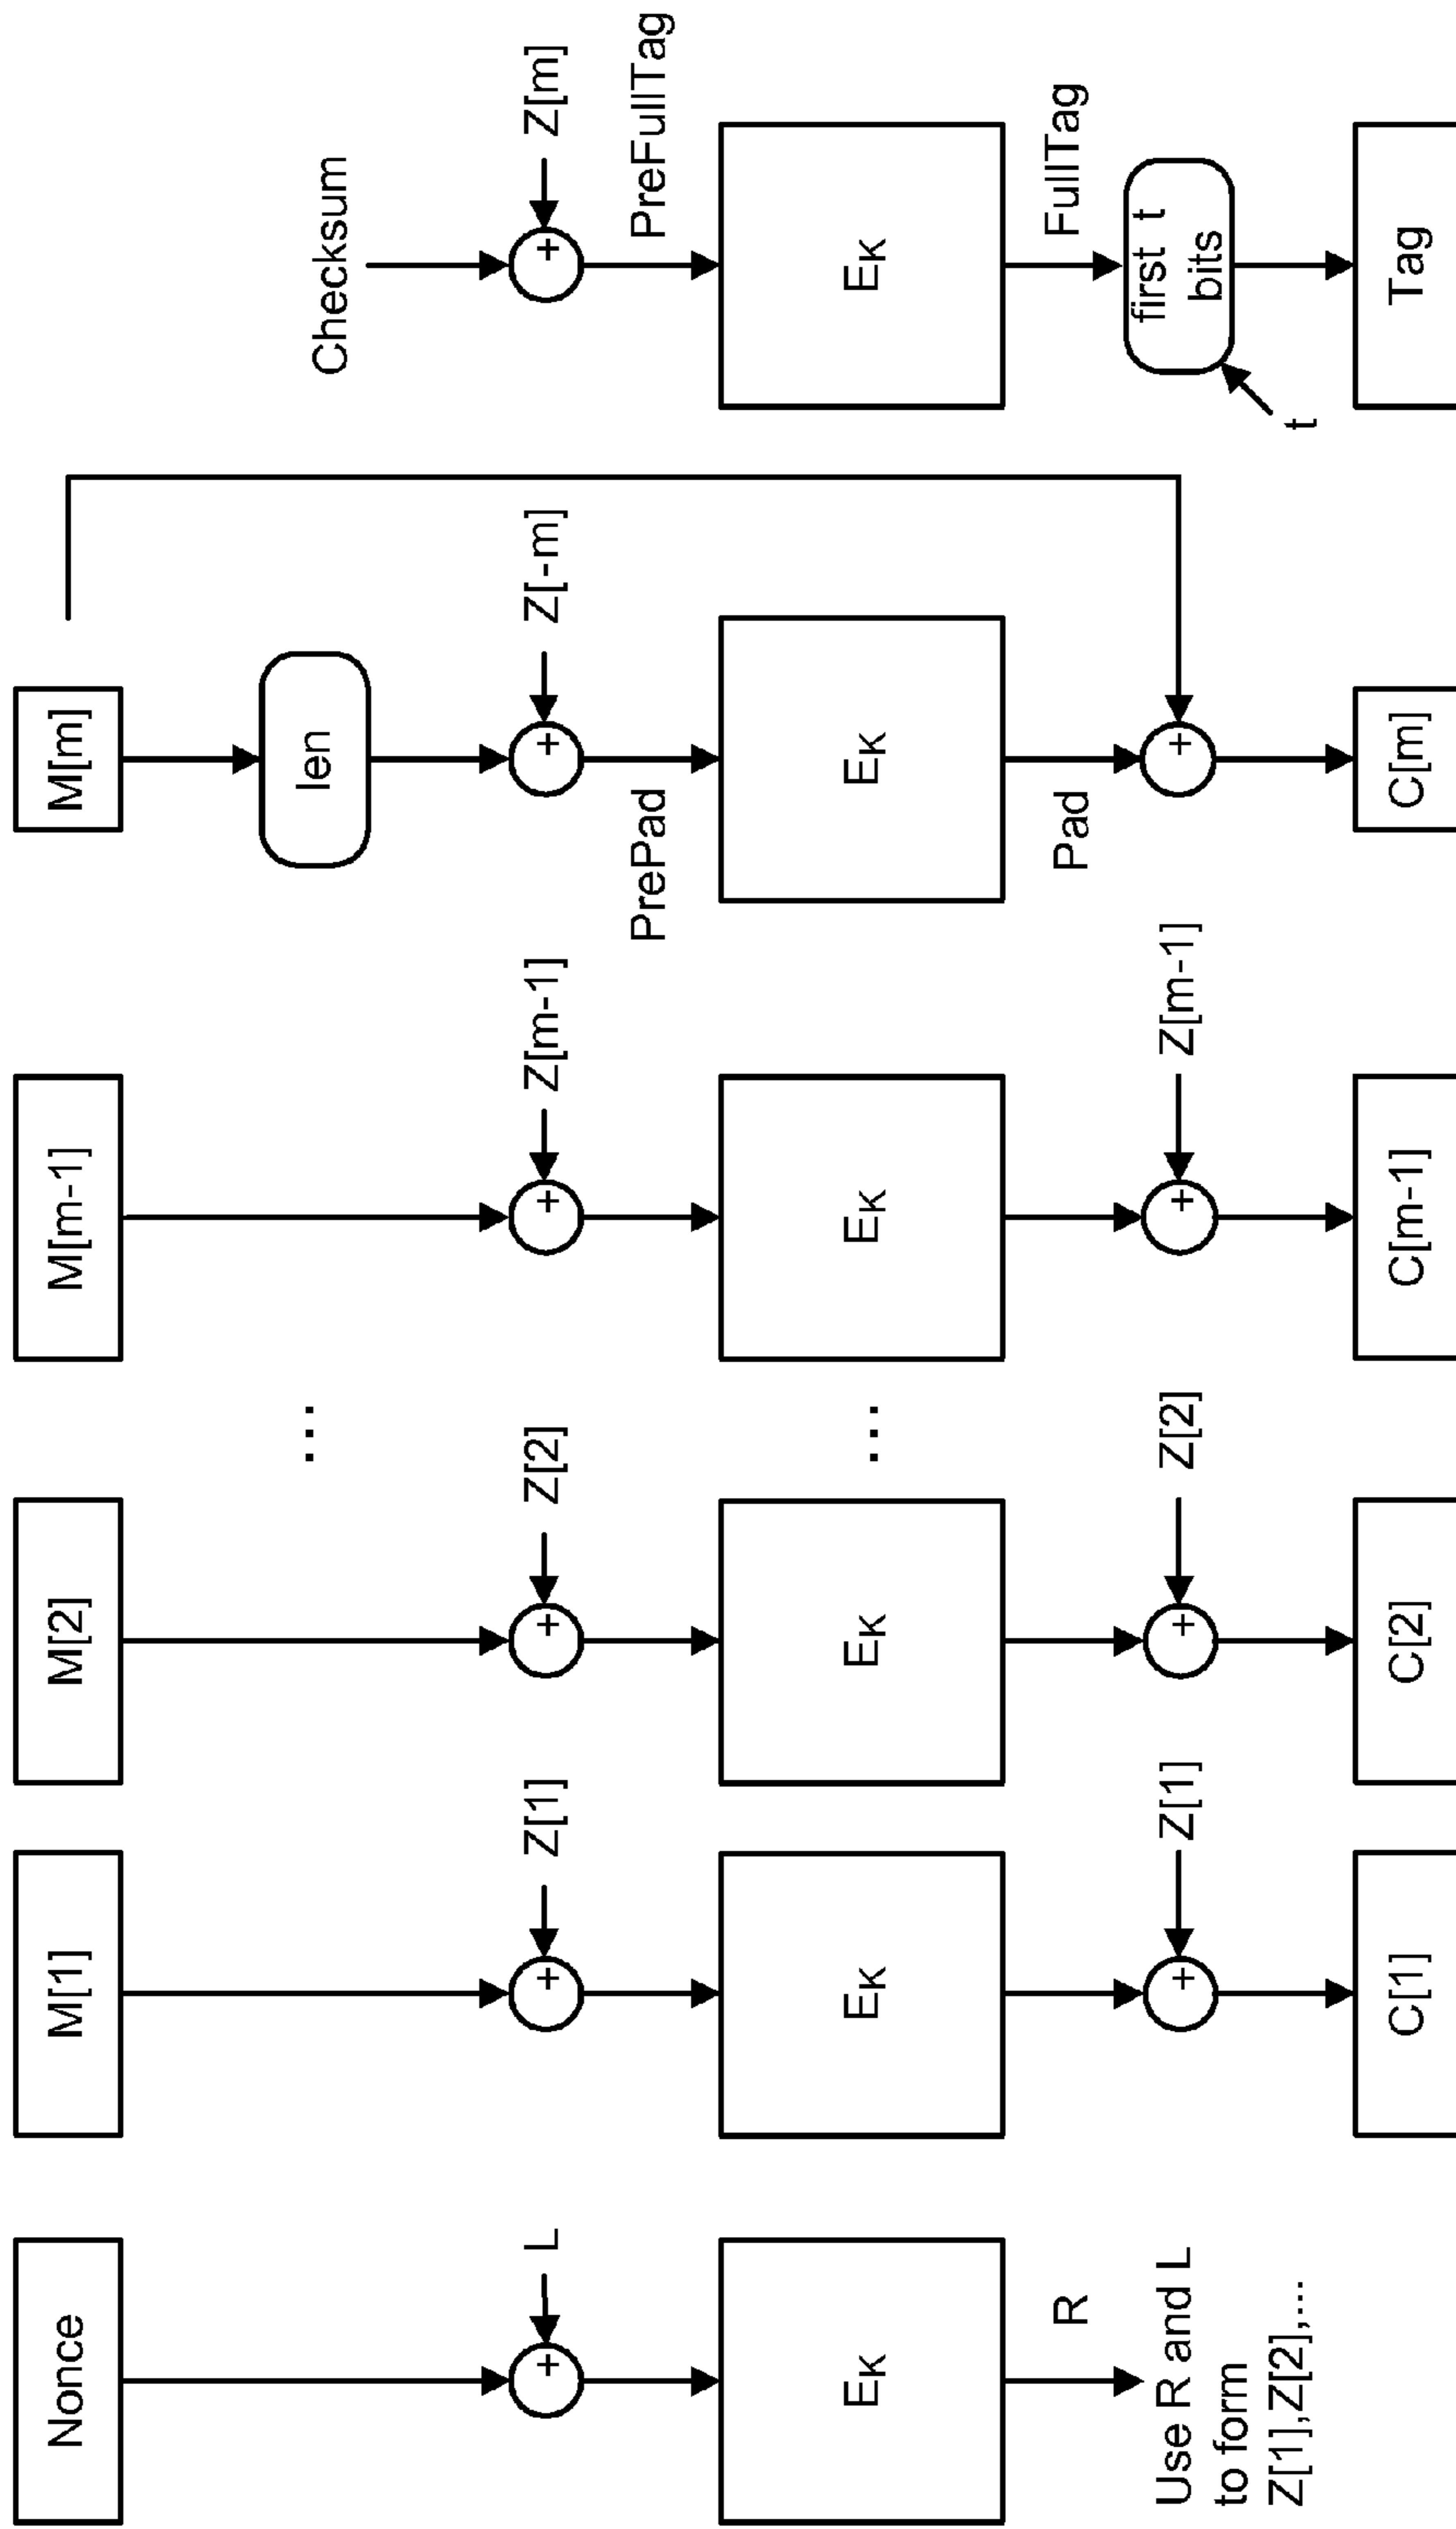 Nonce
M[1]
M[2]
M[m-1]
M[m]
...
len
Checksum
+
L
+
Z[1]
+
Z[2]
+
Z[m-1]
+
Z[-m]
+
Z[m]
PrePad
PreFullTag
EK
EK
EK
...
EK
EK
EK
R
Pad
FullTag
Use R and L
to form
Z[1],Z[2],...
+
Z[1]
+
Z[2]
+
Z[m-1]
+
first t
bits
t
C[1]
C[2]
C[m-1]
C[m]
Tag